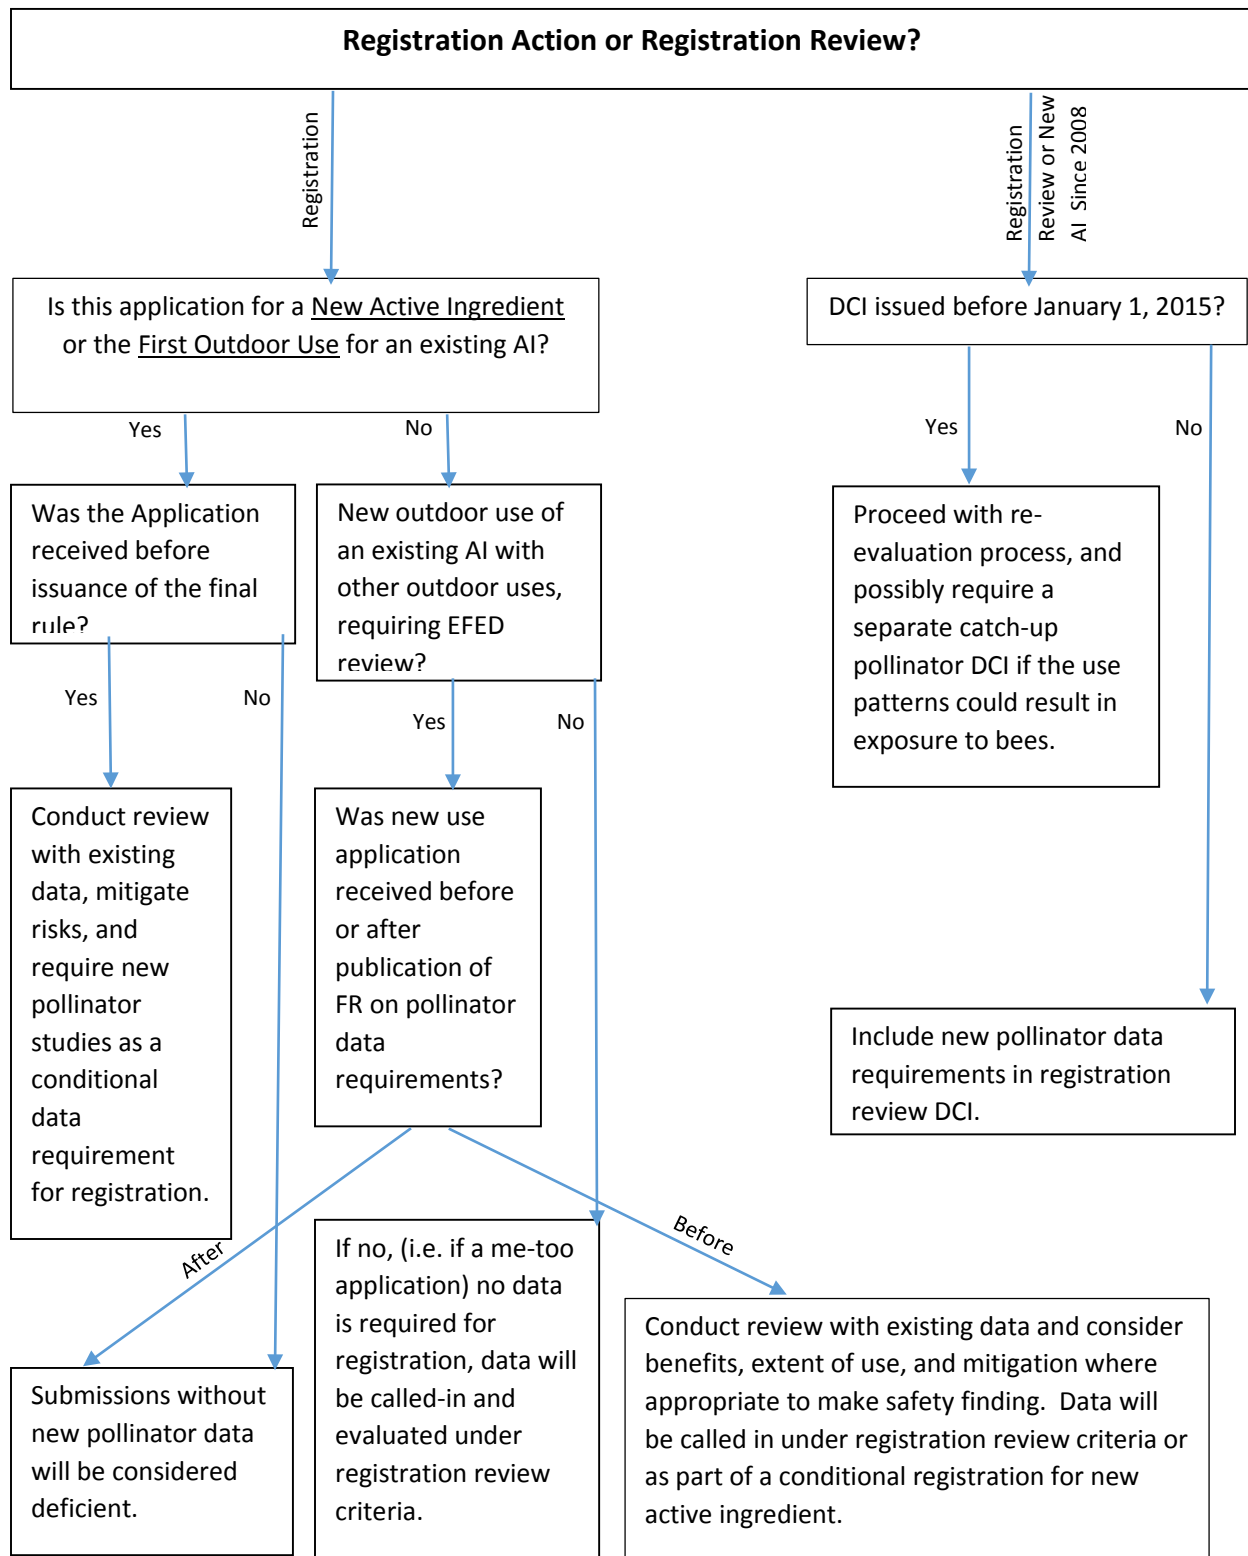 Registration Action or Registration Review?
Registration
Registration
Review or New
AI Since 2008
Is this application for a New Active Ingredient
or the First Outdoor Use for an existing AI?
DCI issued before January 1, 2015?
Yes
No
Yes
No
Was the Application
received before
issuance of the final
rule?
New outdoor use of
an existing AI with
other outdoor uses,
requiring EFED
review?
Proceed with re-
evaluation process, and
possibly require a
separate catch-up
pollinator DCI if the use
patterns could result in
exposure to bees.
Yes
No
Yes
No
Conduct review
with existing
data, mitigate
risks, and
require new
pollinator
studies as a
conditional
data
requirement
for registration.
Was new use
application
received before
or after
publication of
FR on pollinator
data
requirements?
Include new pollinator data
requirements in registration
review DCI.
After
Before
Submissions without
new pollinator data
will be considered
deficient.
If no, (i.e. if a me-too
application) no data
is required for
registration, data will
be called-in and
evaluated under
registration review
criteria.
Conduct review with existing data and consider
benefits, extent of use, and mitigation where
appropriate to make safety finding.  Data will
be called in under registration review criteria or
as part of a conditional registration for new
active ingredient.